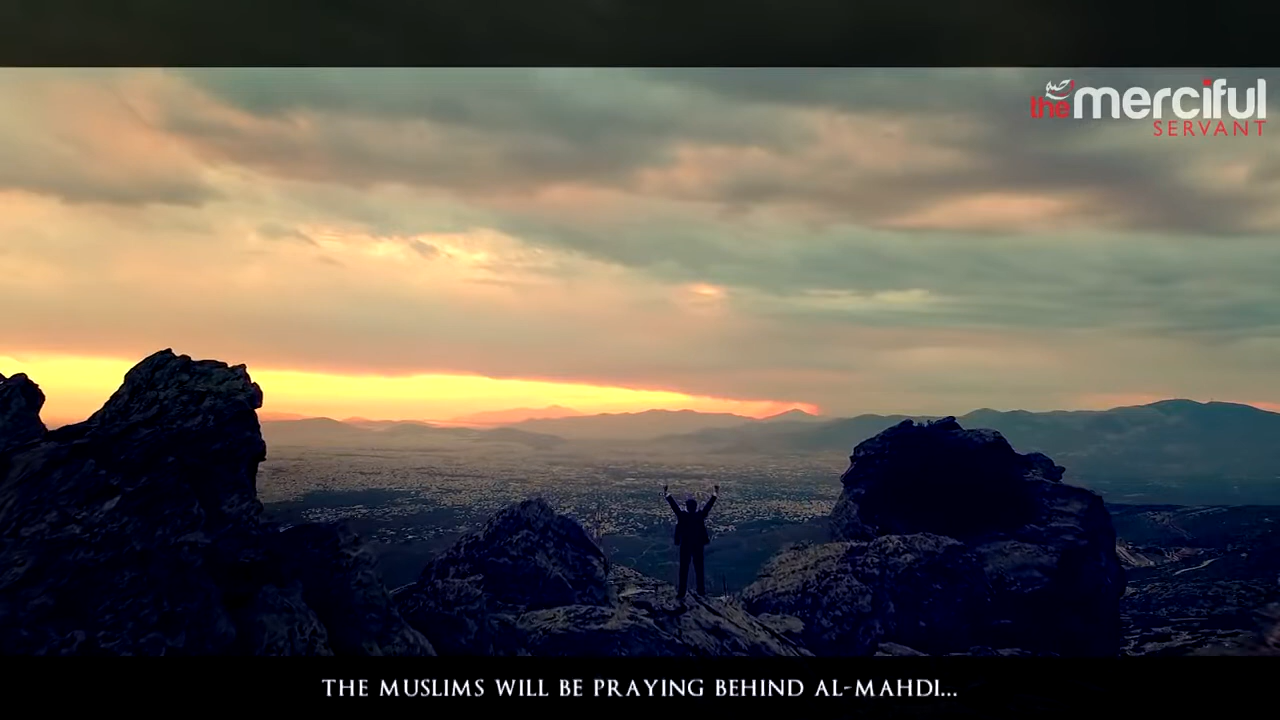 the merciful
SERVANT
THE MUSLIMS WILL BE PRAYING BEHIND AL-MAHDI...